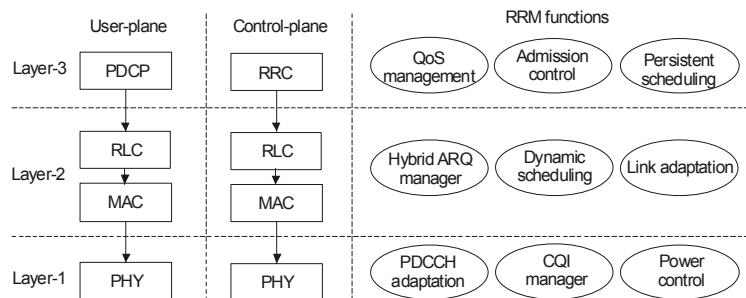 User-plane Control-plane RRM functions
Layer-3 PDCP RRC QoS management Admission control Persistent scheduling
RLC RLC
Layer-2 Hybrid ARQ manager Dynamic scheduling Link adaptation
MAC MAC
Layer-1 PHY PHY PDCCH adaptation CQI manager Power control